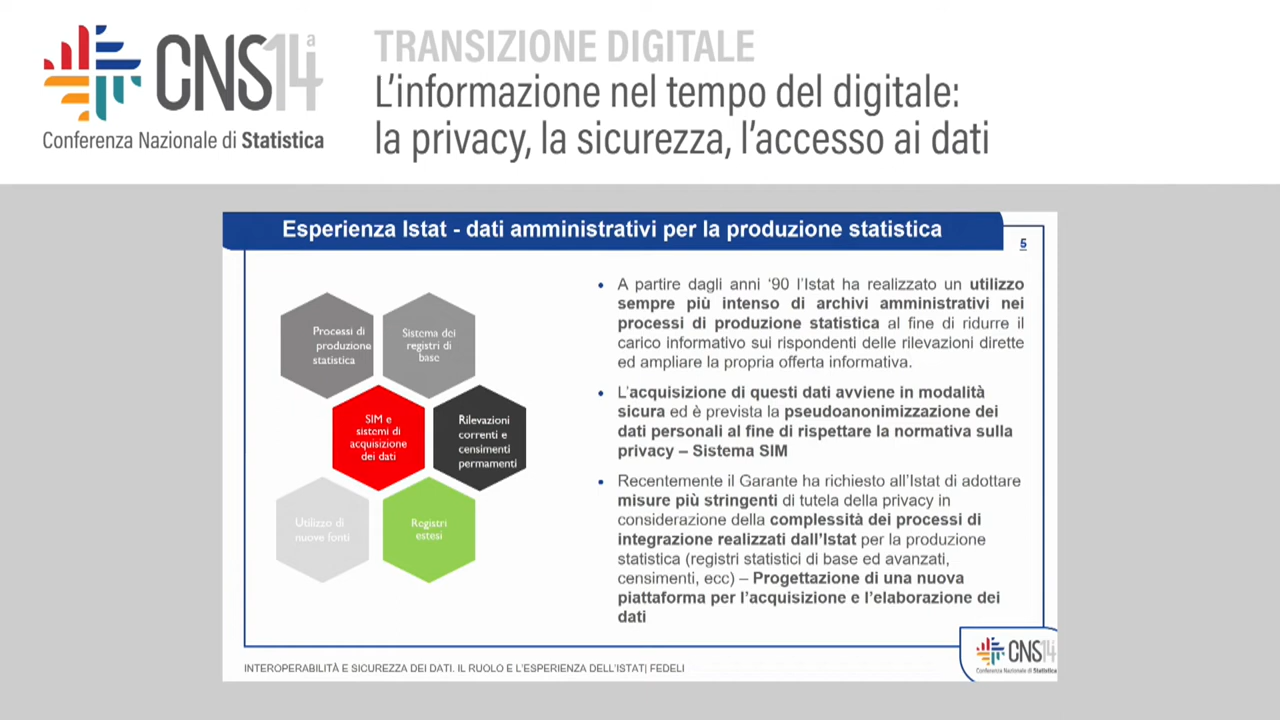 CNS14ª
Conferenza Nazionale di Statistica
TRANSIZIONE DIGITALE
L'informazione nel tempo del digitale:
la privacy, la sicurezza, l'accesso ai dati
Esperienza Istat - dati amministrativi per la produzione statistica
5
Processi di
produzione
statistica
Sistema dei
registri di
base
SIM e
sistemi di
acquisizione
dei dati
Rilevazioni
correnti e
censimenti
permamenti
Utilizzo di
nuove fonti
Registri
estesi
• A partire dagli anni '90 l'Istat ha realizzato un utilizzo
sempre più intenso di archivi amministrativi nei
processi di produzione statistica al fine di ridurre il
carico informativo sui rispondenti delle rilevazioni dirette
ed ampliare la propria offerta informativa.
• L'acquisizione di questi dati avviene in modalità
sicura ed è prevista la pseudoanonimizzazione dei
dati personali al fine di rispettare la normativa sulla
privacy – Sistema SIM
• Recentemente il Garante ha richiesto all'Istat di adottare
misure più stringenti di tutela della privacy in
considerazione della complessità dei processi di
integrazione realizzati dall'Istat per la produzione
statistica (registri statistici di base ed avanzati,
censimenti, ecc) – Progettazione di una nuova
piattaforma per l'acquisizione e l'elaborazione dei
dati
INTEROPERABILITÀ E SICUREZZA DEI DATI. IL RUOLO E L'ESPERIENZA DELL'ISTAT| FEDELI
CNS14
Conferenza Nazionale di Statistica